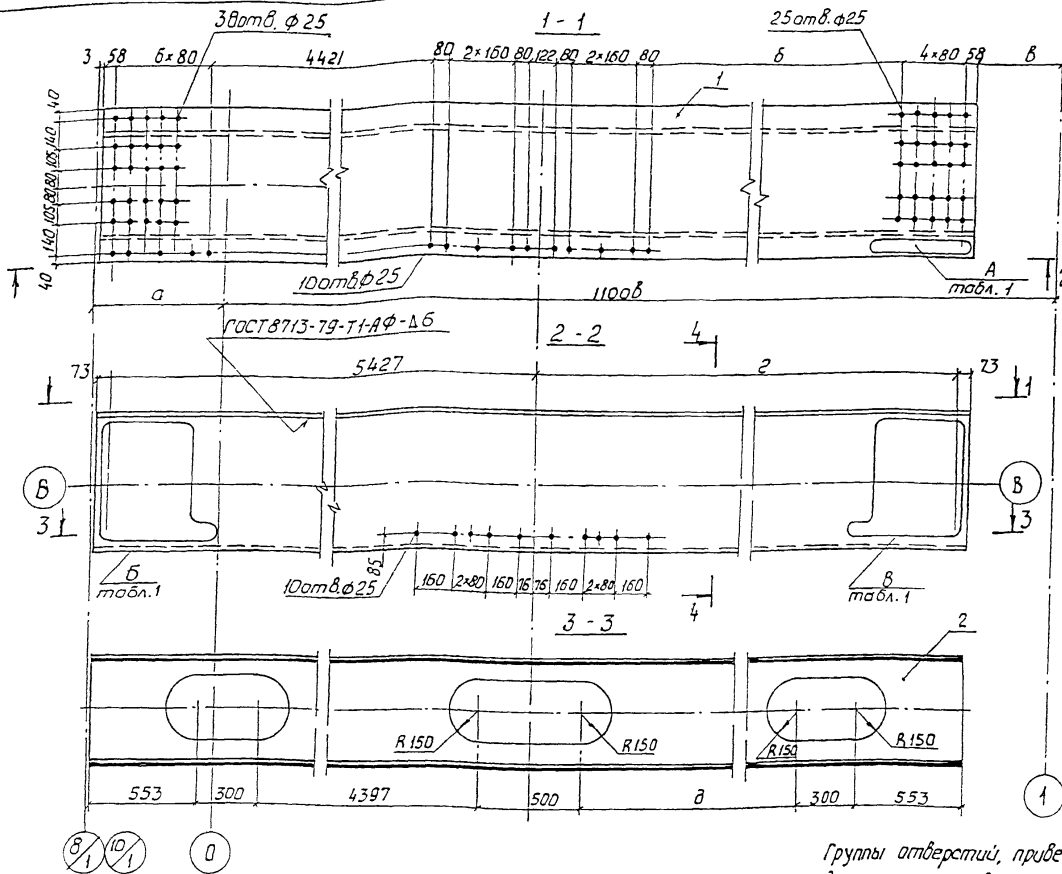 38отв. ф 25
1 - 1
25отв. ф25
3 58 6×80 4421 80 2×160 80 122 80 2×160 80 б 4×80 58 в
1
40 140 105 80 80 105 140 40
10отв. ф25
А
табл. 1
а
11008
ГОСТ 8713-79-Т1-АФ-Δ6
2 - 2
4
73 5427 г 73
1
В
В
3
3
Б
табл. 1
85
10отв. ф25
160 2×80 160 76 76 160 2×80 160
4
В
табл. 1
3 - 3
2
R150
R150
R150
R150
553 300 4397 500 д 300 553
8/1
10/1
0
1
Группы отверстий, приве